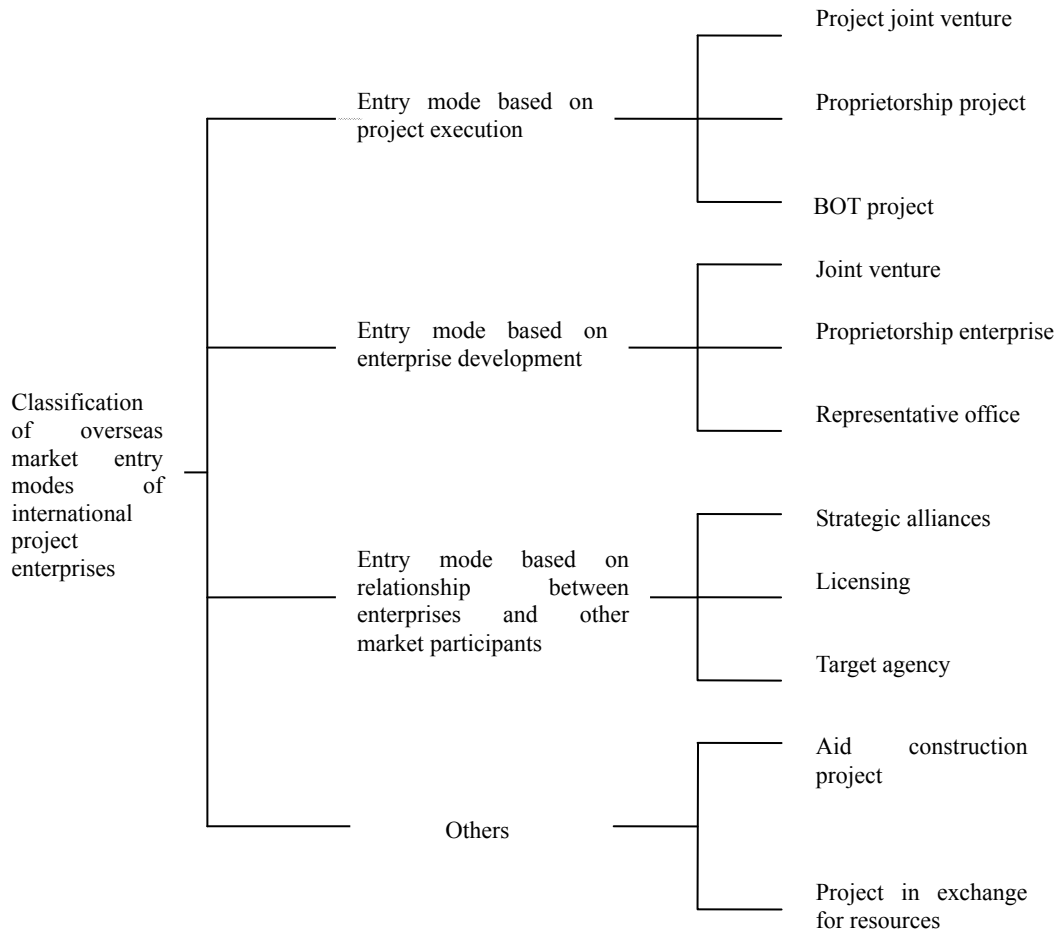 Classification
of overseas
market entry
modes of
international
project
enterprises
Entry mode based on
project execution
Project joint venture
Proprietorship project
BOT project
Entry mode based on
enterprise development
Joint venture
Proprietorship enterprise
Representative office
Entry mode based on
relationship between
enterprises and other
market participants
Strategic alliances
Licensing
Target agency
Others
Aid construction
project
Project in exchange
for resources